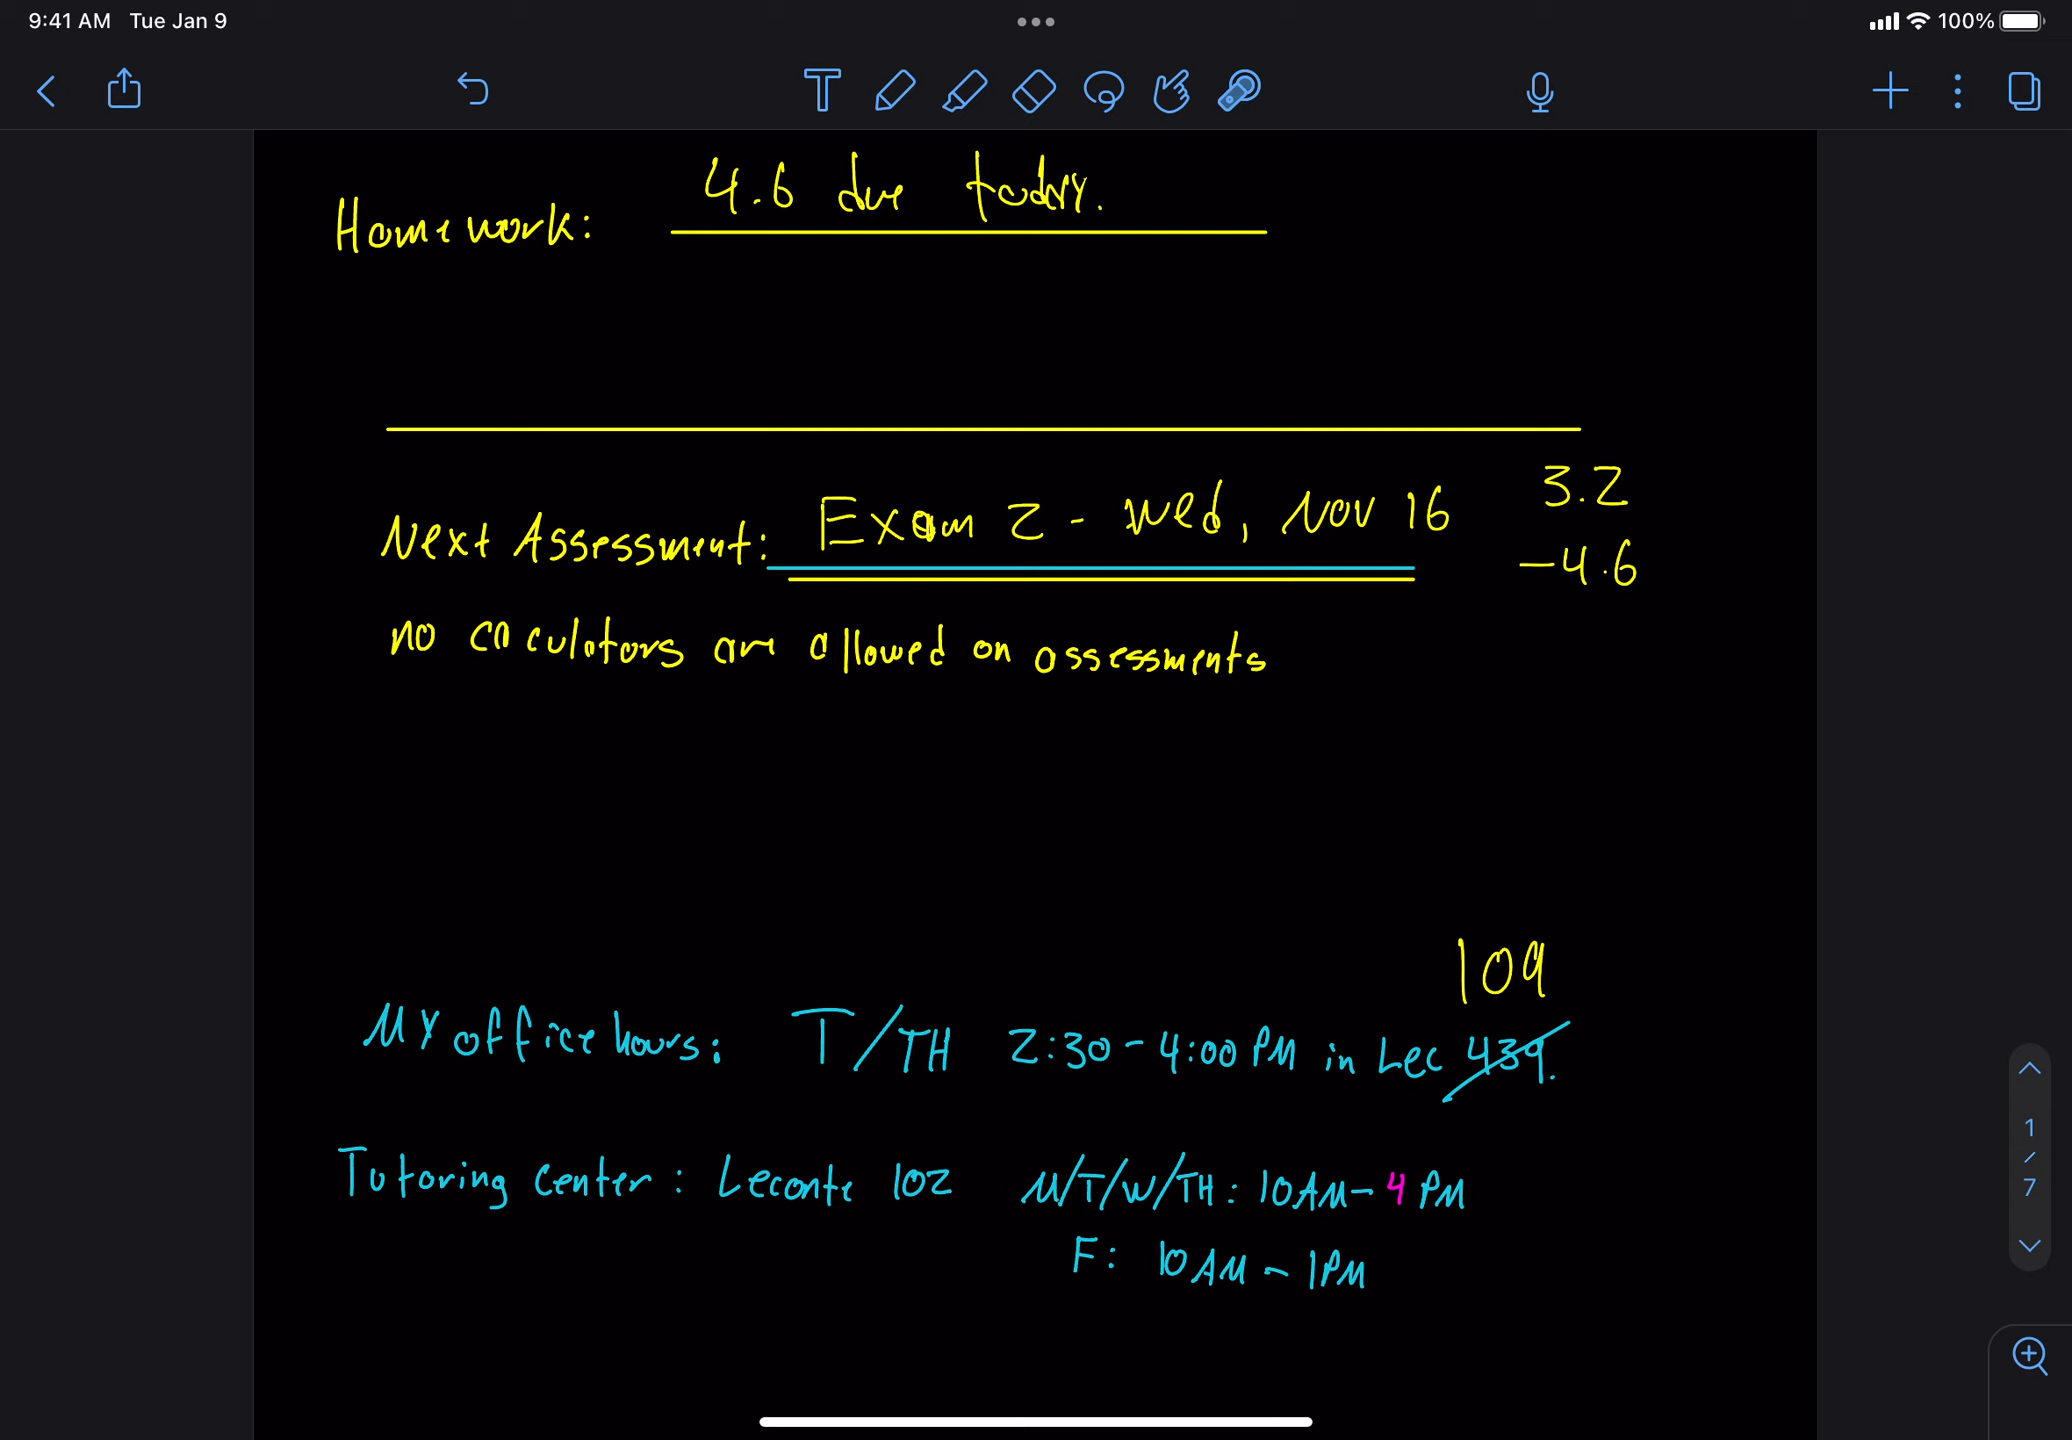 9:41 AM Tue Jan 9
100%
4.6 due today.
Homework:
3.2
Next Assessment: Exam 2 - Wed, Nov 16
-4.6
no calculators are allowed on assessments
109
My office hours: T/TH 2:30-4:00 PM in Lec 439.
Tutoring center: Leconte 102 M/T/W/TH: 10AM-4 PM
F: 10AM-1PM
1
/
7